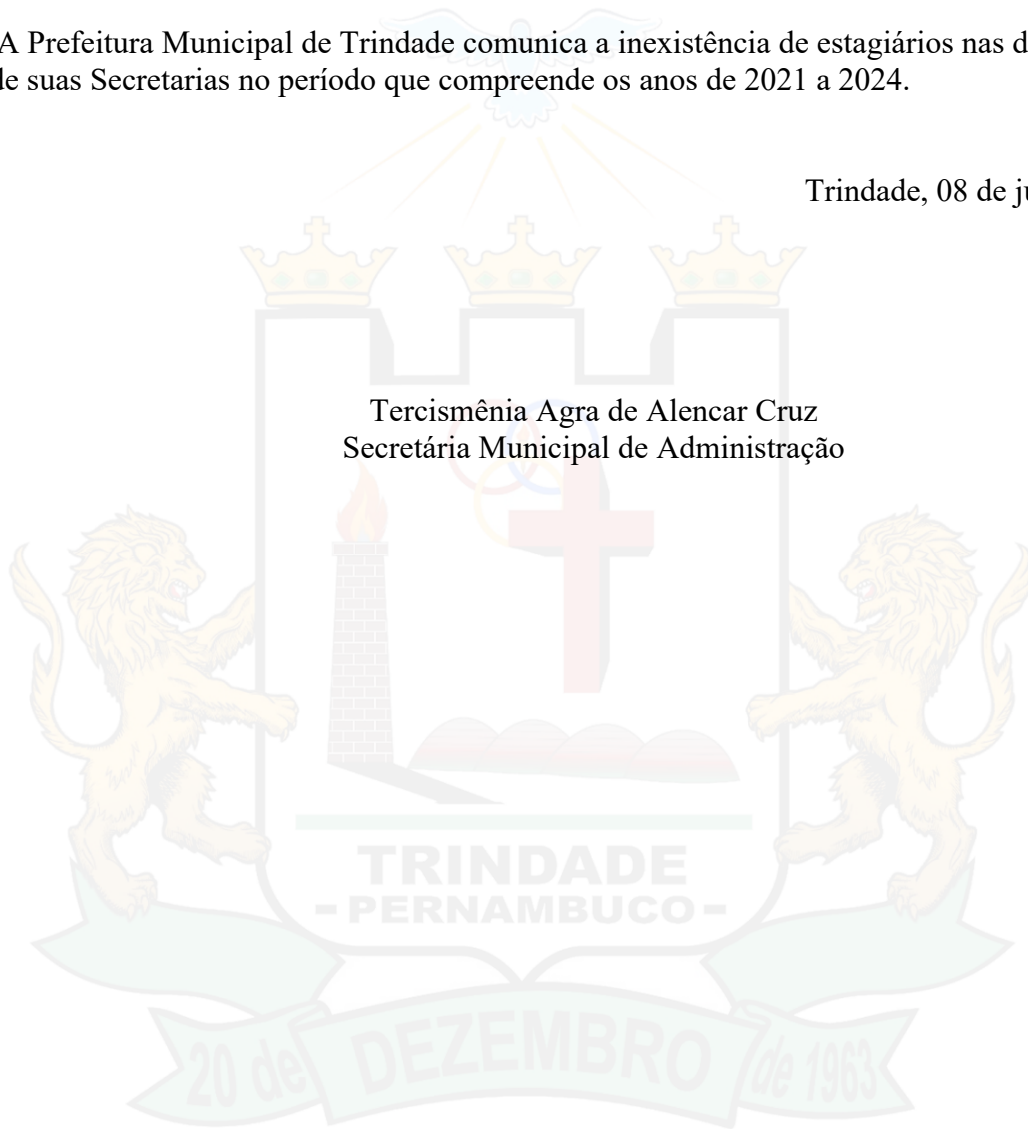 A Prefeitura Municipal de Trindade comunica a inexistência de estagiários nas
de suas Secretarias no período que compreende os anos de 2021 a 2024.
Trindade, 08 de
Tercismênia Agra de Alencar Cruz
Secretária Municipal de Administração
TRINDADE
- PERNAMBUCO -
20 de DEZEMBRO de 1963